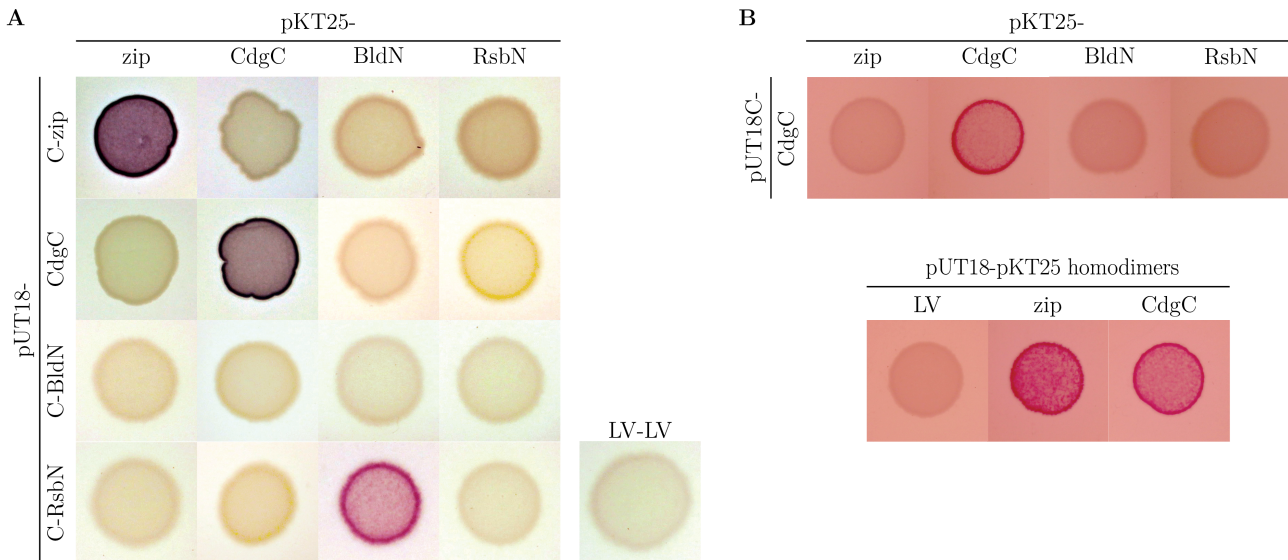 A
pKT25-
zip CdgC BldN RsbN
pUT18-
C-zip
CdgC
C-BldN
C-RsbN
LV-LV
B
pKT25-
zip CdgC BldN RsbN
pUT18C-
CdgC
pUT18-pKT25 homodimers
LV zip CdgC